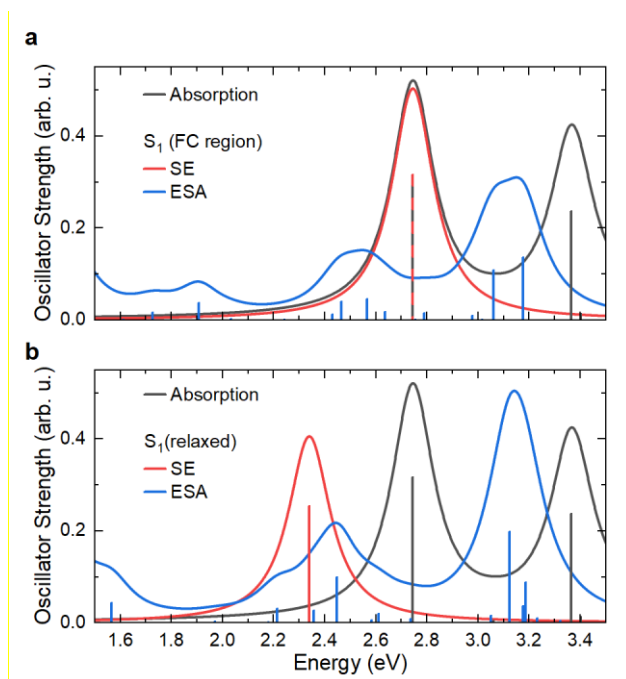 a
Oscillator Strength (arb. u.)
0.4
0.2
0.0
Absorption
S₁ (FC region)
SE
ESA
b
Oscillator Strength (arb. u.)
0.4
0.2
0.0
Absorption
S₁(relaxed)
SE
ESA
1.6 1.8 2.0 2.2 2.4 2.6 2.8 3.0 3.2 3.4
Energy (eV)